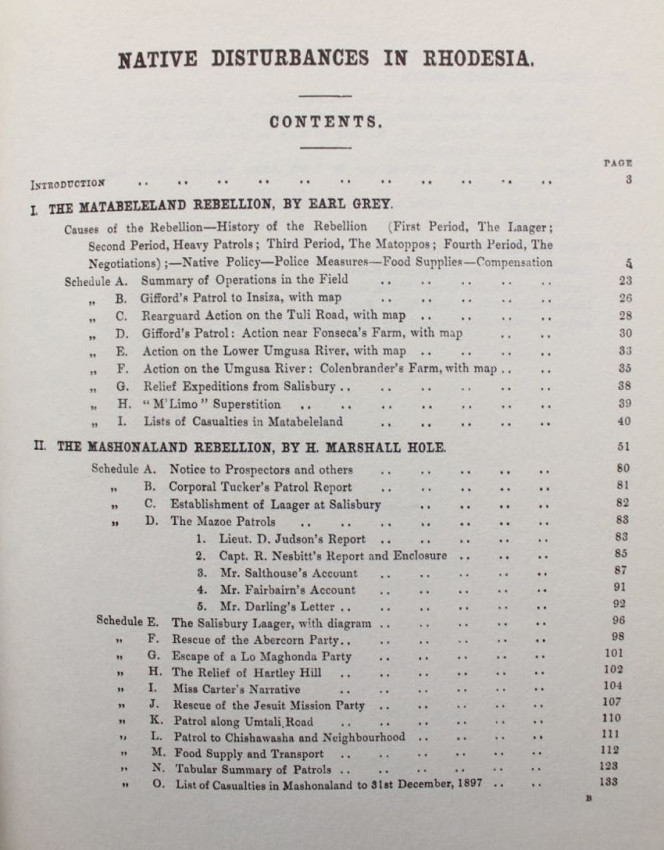 NATIVE DISTURBANCES IN RHODESIA.
CONTENTS.
PAGE
INTRODUCTION .. .. .. .. .. .. .. .. .. .. .. 3
I. THE MATABELELAND REBELLION, BY EARL GREY.
Causes of the Rebellion—History of the Rebellion (First Period, The Laager;
Second Period, Heavy Patrols; Third Period, The Matoppos; Fourth Period, The
Negotiations);—Native Policy—Police Measures—Food Supplies—Compensation
Schedule A. Summary of Operations in the Field .. .. .. .. .. 23
„ B. Gifford's Patrol to Insiza, with map .. .. .. .. .. 26
„ C. Rearguard Action on the Tuli Road, with map .. .. .. .. 28
„ D. Gifford's Patrol: Action near Fonseca's Farm, with map .. .. 30
„ E. Action on the Lower Umgusa River, with map .. .. .. .. 33
„ F. Action on the Umgusa River: Colenbrander's Farm, with map .. .. 35
„ G. Relief Expeditions from Salisbury .. .. .. .. .. .. 38
„ H. "M'Limo" Superstition .. .. .. .. .. .. .. 39
„ I. Lists of Casualties in Matabeleland .. .. .. .. .. 40
II. THE MASHONALAND REBELLION, BY H. MARSHALL HOLE. 51
Schedule A. Notice to Prospectors and others .. .. .. .. .. 80
„ B. Corporal Tucker's Patrol Report .. .. .. .. .. 81
„ C. Establishment of Laager at Salisbury .. .. .. .. 82
„ D. The Mazoe Patrols .. .. .. .. .. .. .. 83
1. Lieut. D. Judson's Report .. .. .. .. .. 83
2. Capt. R. Nesbitt's Report and Enclosure .. .. .. 85
3. Mr. Salthouse's Account .. .. .. .. .. 87
4. Mr. Fairbairn's Account .. .. .. .. .. 91
5. Mr. Darling's Letter .. .. .. .. .. .. 92
Schedule E. The Salisbury Laager, with diagram .. .. .. .. .. 96
„ F. Rescue of the Abercorn Party .. .. .. .. .. .. 98
„ G. Escape of a Lo Maghonda Party .. .. .. .. .. 101
„ H. The Relief of Hartley Hill .. .. .. .. .. 102
„ I. Miss Carter's Narrative .. .. .. .. .. .. 104
„ J. Rescue of the Jesuit Mission Party .. .. .. .. .. 107
„ K. Patrol along Umtali Road .. .. .. .. .. .. 110
„ L. Patrol to Chishawasha and Neighbourhood .. .. .. .. 111
„ M. Food Supply and Transport .. .. .. .. .. .. 112
„ N. Tabular Summary of Patrols .. .. .. .. .. .. 123
„ O. List of Casualties in Mashonaland to 31st December, 1897 .. .. 133
B